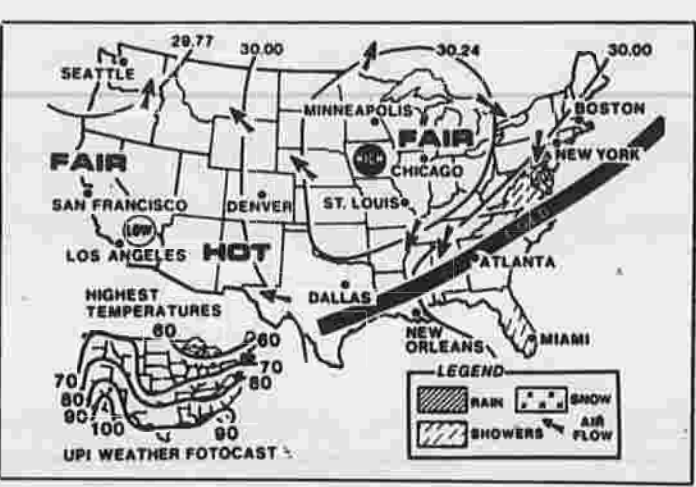 29.77
30.00
30.24
30.00
SEATTLE
MINNEAPOLIS
BOSTON
FAIR
NEW YORK
FAIR
CHICAGO
SAN FRANCISCO
DENVER
ST. LOUIS
COLD
LOW
LOS ANGELES
HOT
ATLANTA
DALLAS
HIGHEST
TEMPERATURES
NEW
ORLEANS
MIAMI
60
60
70
70
80
80
90
100
90
LEGEND
RAIN
SNOW
SHOWERS
AIR
FLOW
UPI WEATHER FOTOCAST